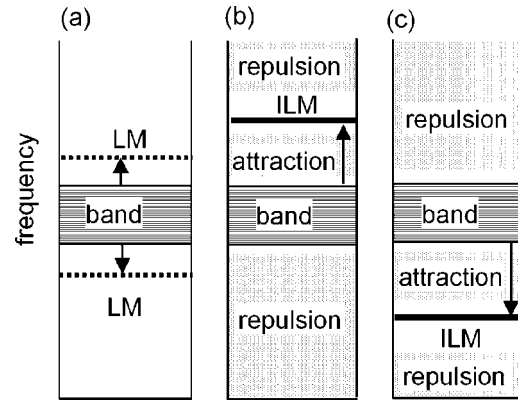 (a)
(b)
(c)
frequency
LM
band
LM
repulsion
ILM
attraction
band
repulsion
repulsion
band
attraction
ILM
repulsion